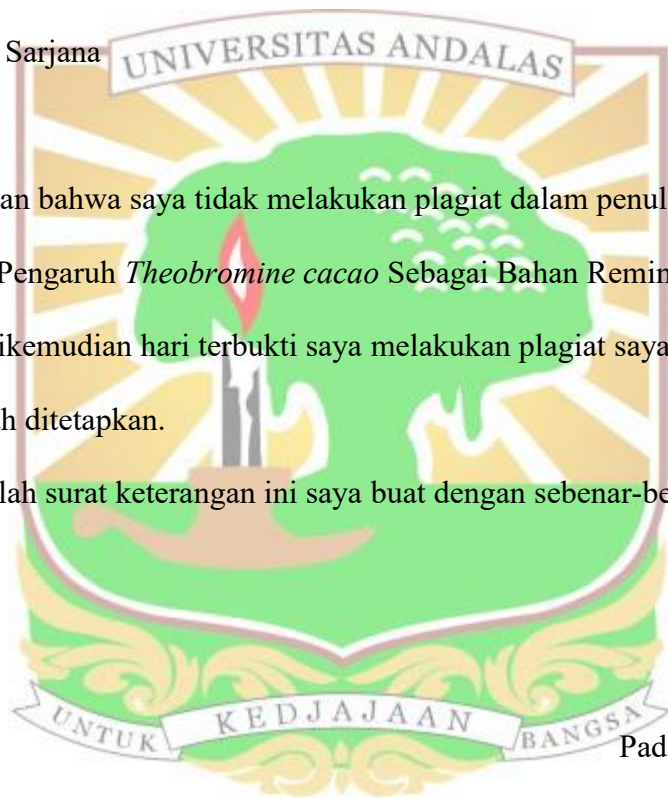 Sarjana
UNIVERSITAS ANDALAS
an bahwa saya tidak melakukan plagiat dalam penul
Pengaruh Theobromine cacao Sebagai Bahan Remin
ikemudian hari terbukti saya melakukan plagiat saya
h ditetapkan.
lah surat keterangan ini saya buat dengan sebenar-be
UNTUK KEDJAJAAN BANGSA
Pad